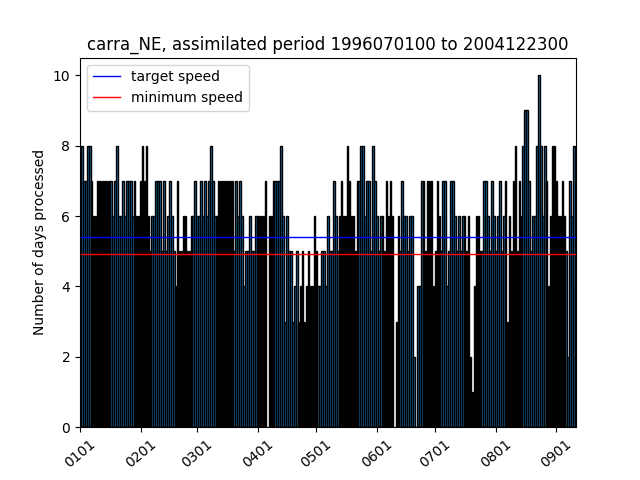 carra_NE, assimilated period 1996070100 to 2004122300
target speed
minimum speed
Number of days processed
10
8
6
4
2
0
0101 0201 0301 0401 0501 0601 0701 0801 0901